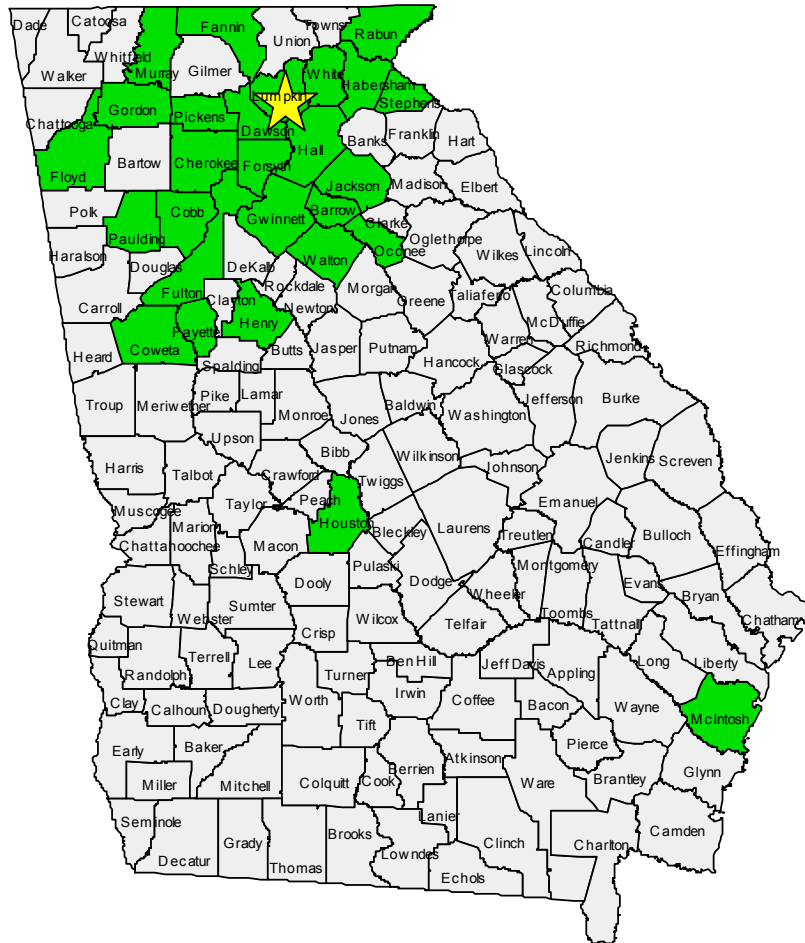 Dade
Catoosa
Fannin
Towns
Rabun
Union
Whitfield
Walker
Murray
Gilmer
White
Habersham
Lumpkin
Stephens
Chattooga
Gordon
Pickens
Dawson
Banks
Franklin
Hart
Hall
Floyd
Bartow
Cherokee
Forsyth
Jackson
Madison
Elbert
Polk
Cobb
Gwinnett
Barrow
Clarke
Paulding
Oconee
Oglethorpe
Haralson
Walton
Wilkes
Lincoln
Douglas
DeKalb
Rockdale
Carroll
Fulton
Clayton
Newton
Morgan
Greene
Taliaferro
Columbia
McDuffie
Fayette
Henry
Warren
Richmond
Heard
Coweta
Spalding
Butts
Jasper
Putnam
Hancock
Glascock
Troup
Meriwether
Pike
Lamar
Monroe
Jones
Baldwin
Washington
Jefferson
Burke
Upson
Harris
Talbot
Bibb
Wilkinson
Johnson
Jenkins
Screven
Crawford
Twiggs
Muscogee
Taylor
Peach
Houston
Emanuel
Marion
Chattahoochee
Macon
Bleckley
Laurens
Treutlen
Candler
Bulloch
Effingham
Schley
Dooly
Pulaski
Dodge
Wheeler
Montgomery
Evans
Bryan
Stewart
Webster
Sumter
Crisp
Wilcox
Telfair
Toombs
Tattnall
Chatham
Quitman
Randolph
Terrell
Lee
Turner
Ben Hill
Jeff Davis
Appling
Long
Liberty
Clay
Calhoun
Dougherty
Worth
Irwin
Coffee
Bacon
Wayne
McIntosh
Tift
Early
Baker
Berrien
Atkinson
Pierce
Miller
Mitchell
Colquitt
Cook
Ware
Brantley
Glynn
Seminole
Lanier
Decatur
Grady
Thomas
Brooks
Lowndes
Clinch
Charlton
Camden
Echols